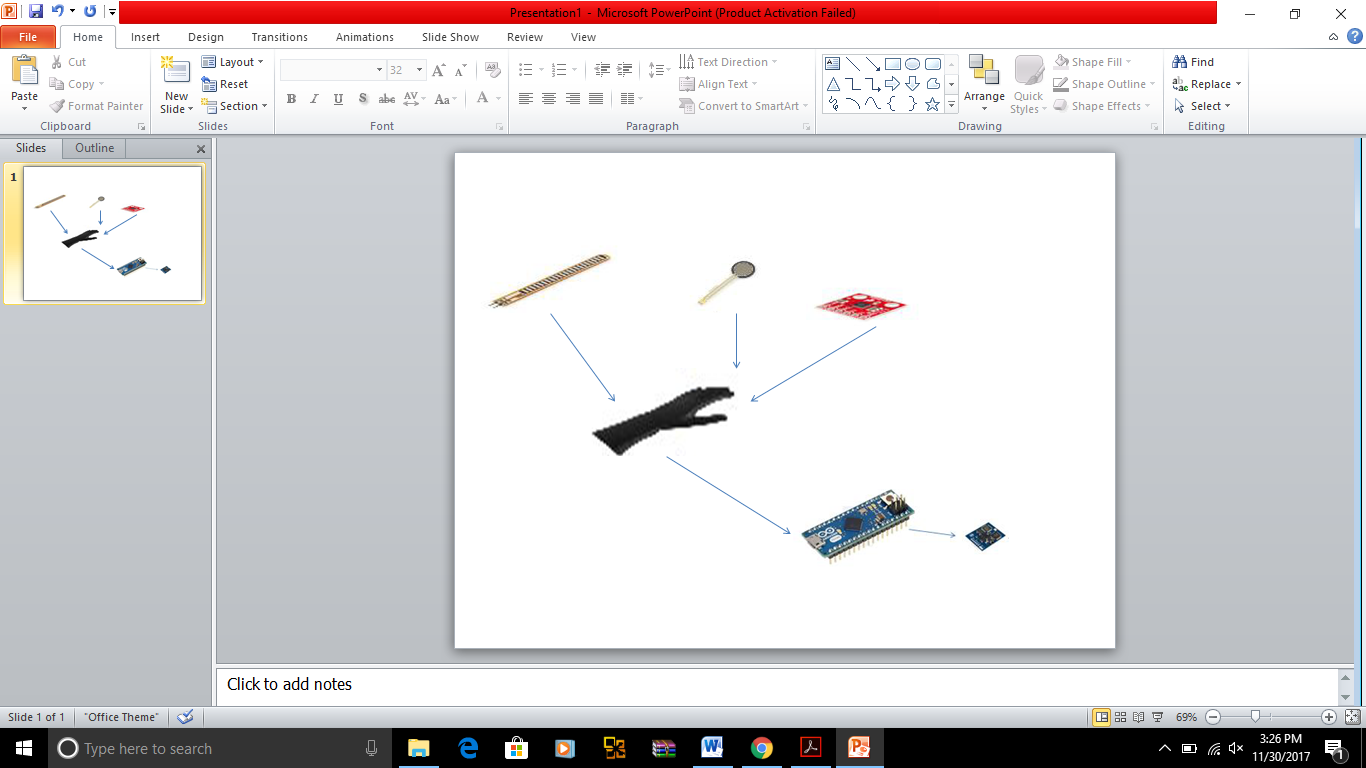 Presentation1 - Microsoft PowerPoint (Product Activation Failed)
File Home Insert Design Transitions Animations Slide Show Review View
Paste
Cut
Copy
Format Painter
Clipboard
New
Slide
Layout
Reset
Section
Slides
32
B I U S abc AV Aa A
Font
Text Direction
Align Text
Convert to SmartArt
Paragraph
Arrange
Quick
Styles
Shape Fill
Shape Outline
Shape Effects
Drawing
Find
Replace
Select
Editing
Slides Outline
1
Click to add notes
Slide 1 of 1 "Office Theme" 69%
Type here to search
3:26 PM
11/30/2017
1